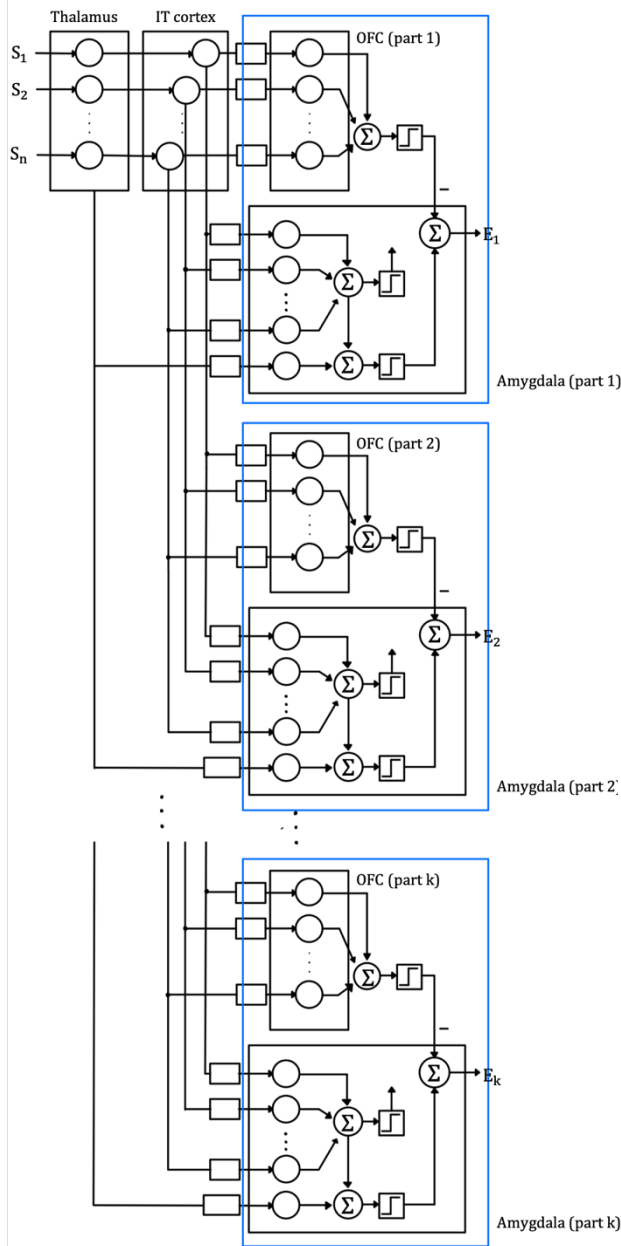 Thalamus
IT cortex
OFC (part 1)
S₁
S₂
Sₙ
Σ
−
Σ
E₁
Σ
Σ
Amygdala (part 1)
OFC (part 2)
Σ
−
Σ
E₂
Σ
Σ
Amygdala (part 2)
OFC (part k)
Σ
−
Σ
Eₖ
Σ
Σ
Amygdala (part k)